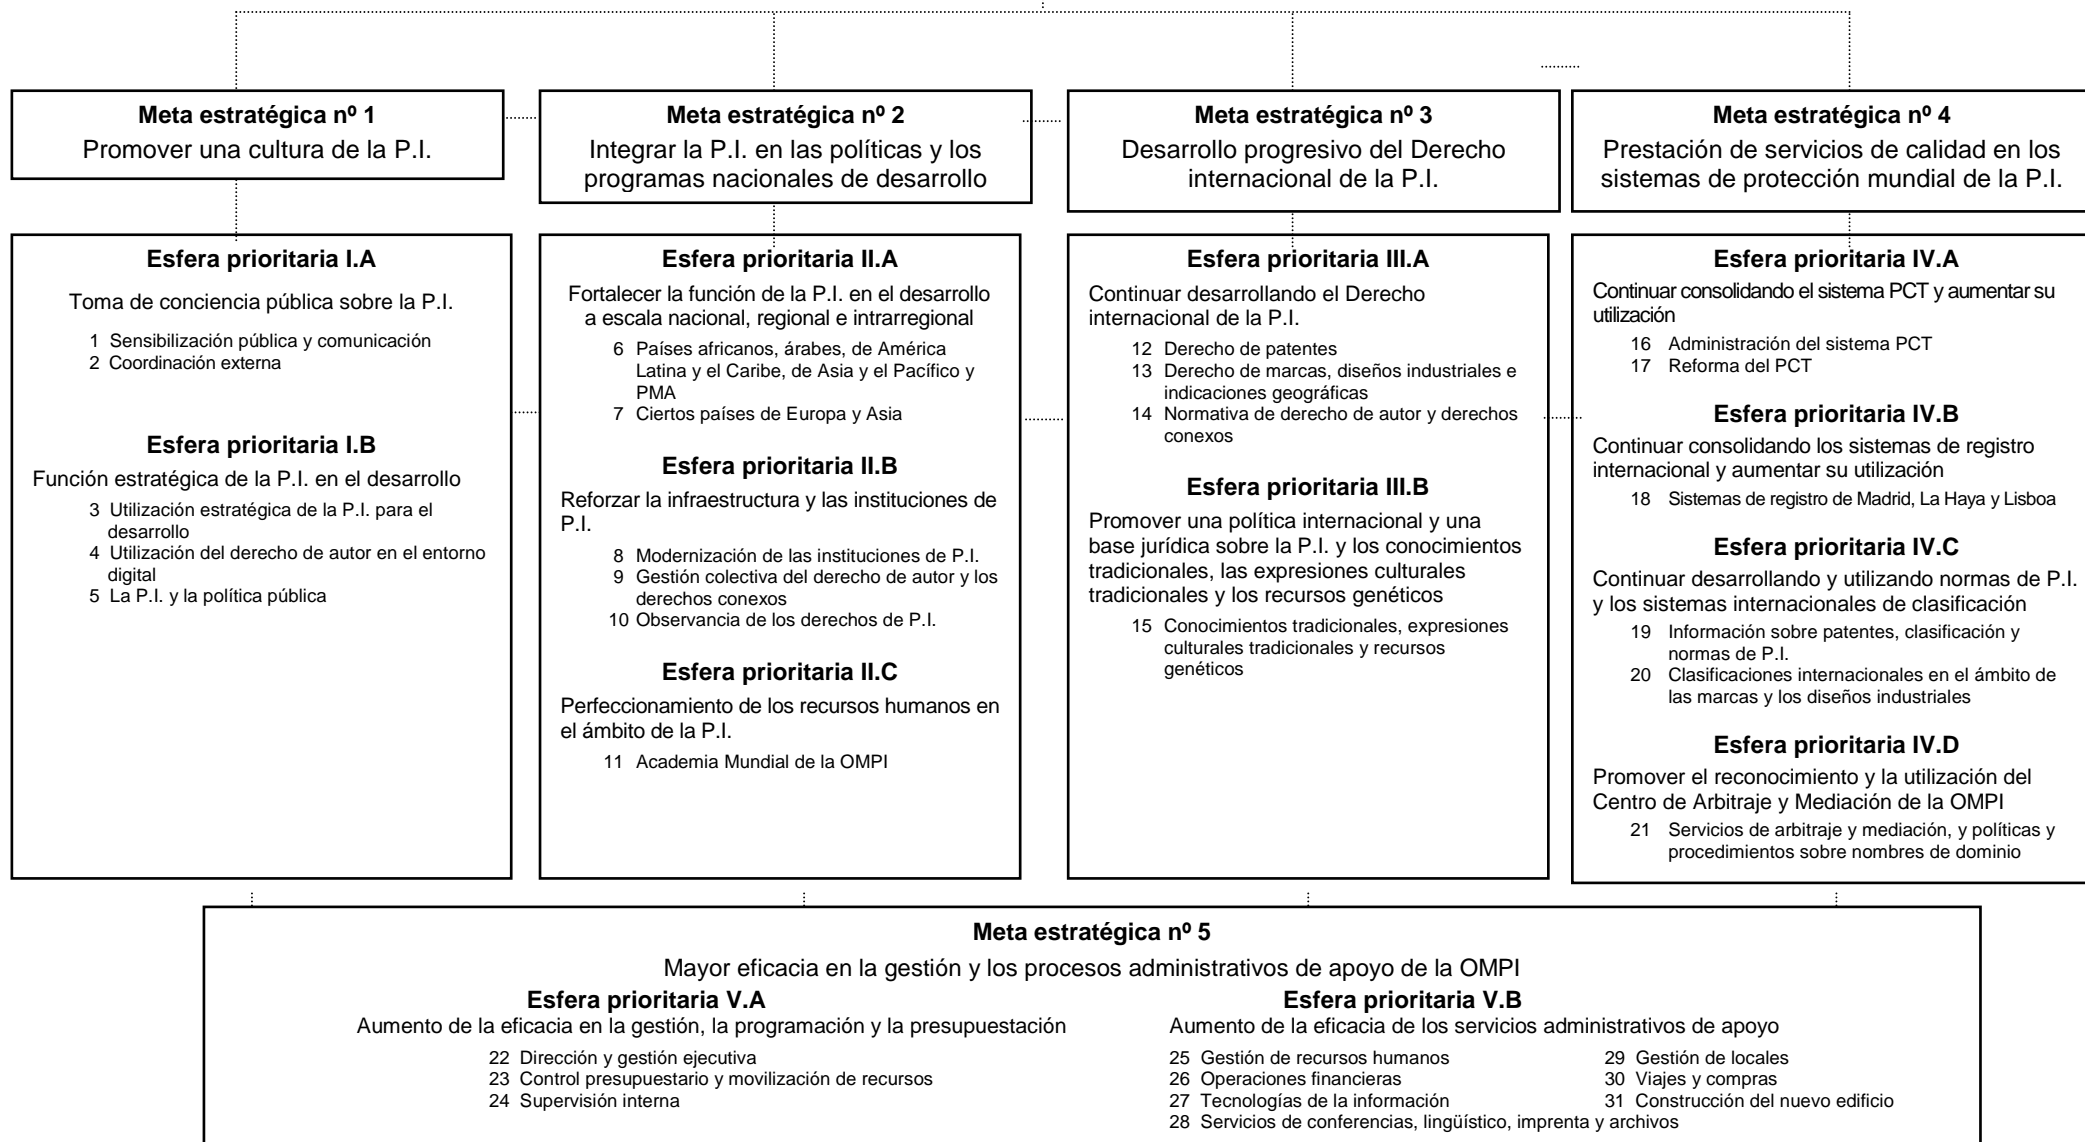 Meta estratégica nº 1
Promover una cultura de la P.I.
Meta estratégica nº 2
Integrar la P.I. en las políticas y los
programas nacionales de desarrollo
Meta estratégica nº 3
Desarrollo progresivo del Derecho
internacional de la P.I.
Meta estratégica nº 4
Prestación de servicios de calidad en los
sistemas de protección mundial de la P.I.
Esfera prioritaria I.A
Toma de conciencia pública sobre la P.I.
1 Sensibilización pública y comunicación
2 Coordinación externa
Esfera prioritaria I.B
Función estratégica de la P.I. en el desarrollo
3 Utilización estratégica de la P.I. para el
desarrollo
4 Utilización del derecho de autor en el entorno
digital
5 La P.I. y la política pública
Esfera prioritaria II.A
Fortalecer la función de la P.I. en el desarrollo
a escala nacional, regional e intrarregional
6 Países africanos, árabes, de América
Latina y el Caribe, de Asia y el Pacífico y
PMA
7 Ciertos países de Europa y Asia
Esfera prioritaria II.B
Reforzar la infraestructura y las instituciones de
P.I.
8 Modernización de las instituciones de P.I.
9 Gestión colectiva del derecho de autor y los
derechos conexos
10 Observancia de los derechos de P.I.
Esfera prioritaria II.C
Perfeccionamiento de los recursos humanos en
el ámbito de la P.I.
11 Academia Mundial de la OMPI
Esfera prioritaria III.A
Continuar desarrollando el Derecho
internacional de la P.I.
12 Derecho de patentes
13 Derecho de marcas, diseños industriales e
indicaciones geográficas
14 Normativa de derecho de autor y derechos
conexos
Esfera prioritaria III.B
Promover una política internacional y una
base jurídica sobre la P.I. y los conocimientos
tradicionales, las expresiones culturales
tradicionales y los recursos genéticos
15 Conocimientos tradicionales, expresiones
culturales tradicionales y recursos
genéticos
Esfera prioritaria IV.A
Continuar consolidando el sistema PCT y aumentar su
utilización
16 Administración del sistema PCT
17 Reforma del PCT
Esfera prioritaria IV.B
Continuar consolidando los sistemas de registro
internacional y aumentar su utilización
18 Sistemas de registro de Madrid, La Haya y Lisboa
Esfera prioritaria IV.C
Continuar desarrollando y utilizando normas de P.I.
y los sistemas internacionales de clasificación
19 Información sobre patentes, clasificación y
normas de P.I.
20 Clasificaciones internacionales en el ámbito de
las marcas y los diseños industriales
Esfera prioritaria IV.D
Promover el reconocimiento y la utilización del
Centro de Arbitraje y Mediación de la OMPI
21 Servicios de arbitraje y mediación, y políticas y
procedimientos sobre nombres de dominio
Meta estratégica nº 5
Mayor eficacia en la gestión y los procesos administrativos de apoyo de la OMPI
Esfera prioritaria V.A
Aumento de la eficacia en la gestión, la programación y la presupuestación
22 Dirección y gestión ejecutiva
23 Control presupuestario y movilización de recursos
24 Supervisión interna
Esfera prioritaria V.B
Aumento de la eficacia de los servicios administrativos de apoyo
25 Gestión de recursos humanos
26 Operaciones financieras
27 Tecnologías de la información
28 Servicios de conferencias, lingüístico, imprenta y archivos
29 Gestión de locales
30 Viajes y compras
31 Construcción del nuevo edificio